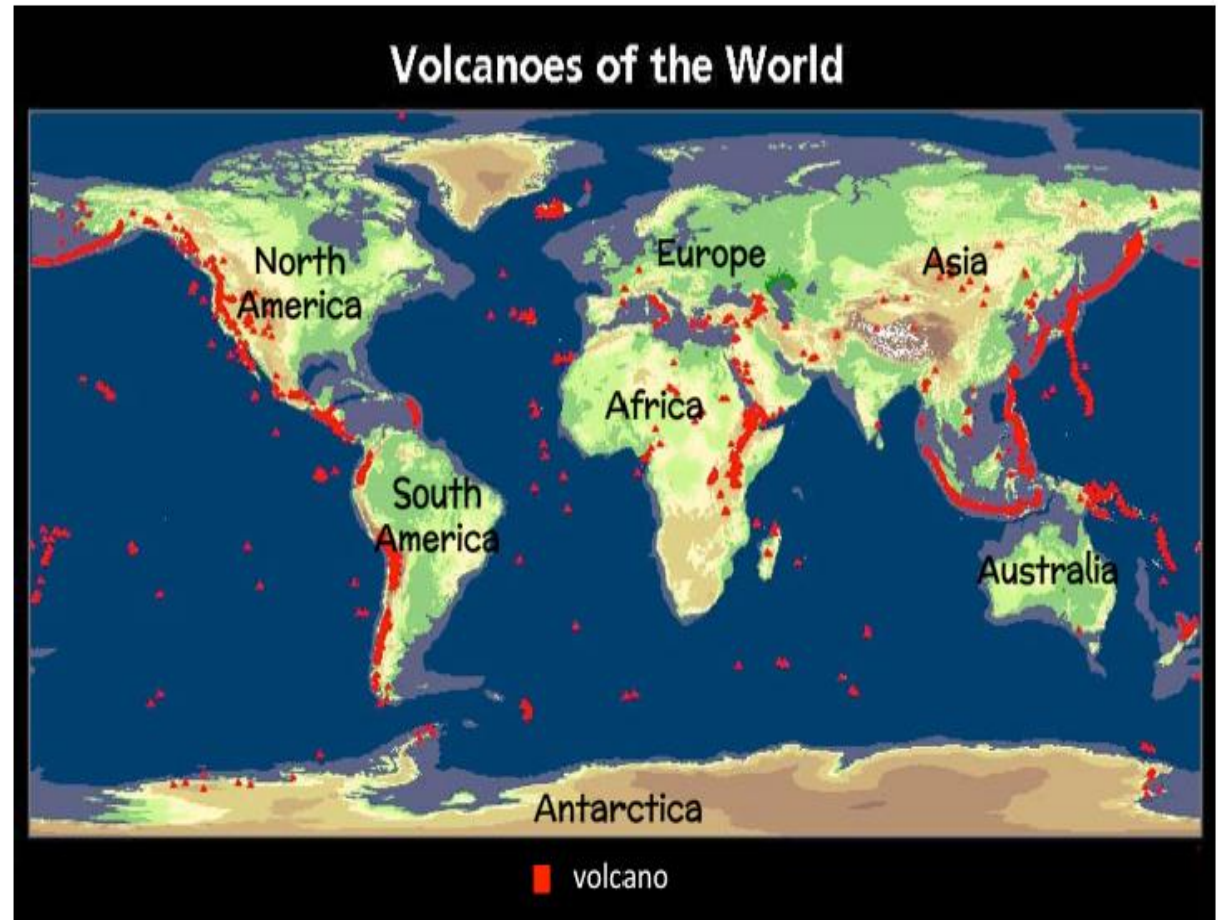 Volcanoes of the World
North
America
Europe
Asia
Africa
South
America
Australia
Antarctica
volcano